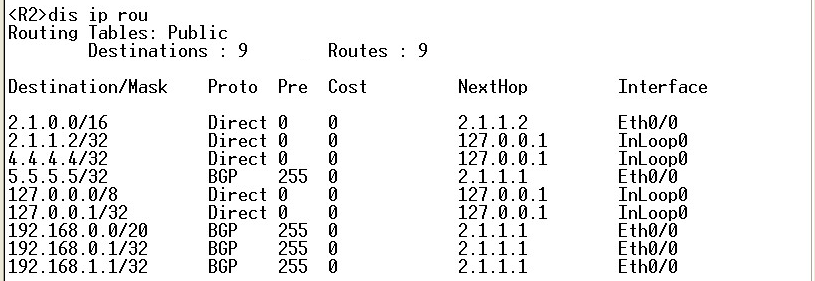 <R2>dis ip rou
Routing Tables: Public
        Destinations : 9        Routes : 9

Destination/Mask    Proto  Pre  Cost         NextHop         Interface

2.1.0.0/16          Direct 0    0            2.1.1.2         Eth0/0
2.1.1.2/32          Direct 0    0            127.0.0.1       InLoop0
4.4.4.4/32          Direct 0    0            127.0.0.1       InLoop0
5.5.5.5/32          BGP    255  0            2.1.1.1         Eth0/0
127.0.0.0/8         Direct 0    0            127.0.0.1       InLoop0
127.0.0.1/32        Direct 0    0            127.0.0.1       InLoop0
192.168.0.0/20      BGP    255  0            2.1.1.1         Eth0/0
192.168.0.1/32      BGP    255  0            2.1.1.1         Eth0/0
192.168.1.1/32      BGP    255  0            2.1.1.1         Eth0/0